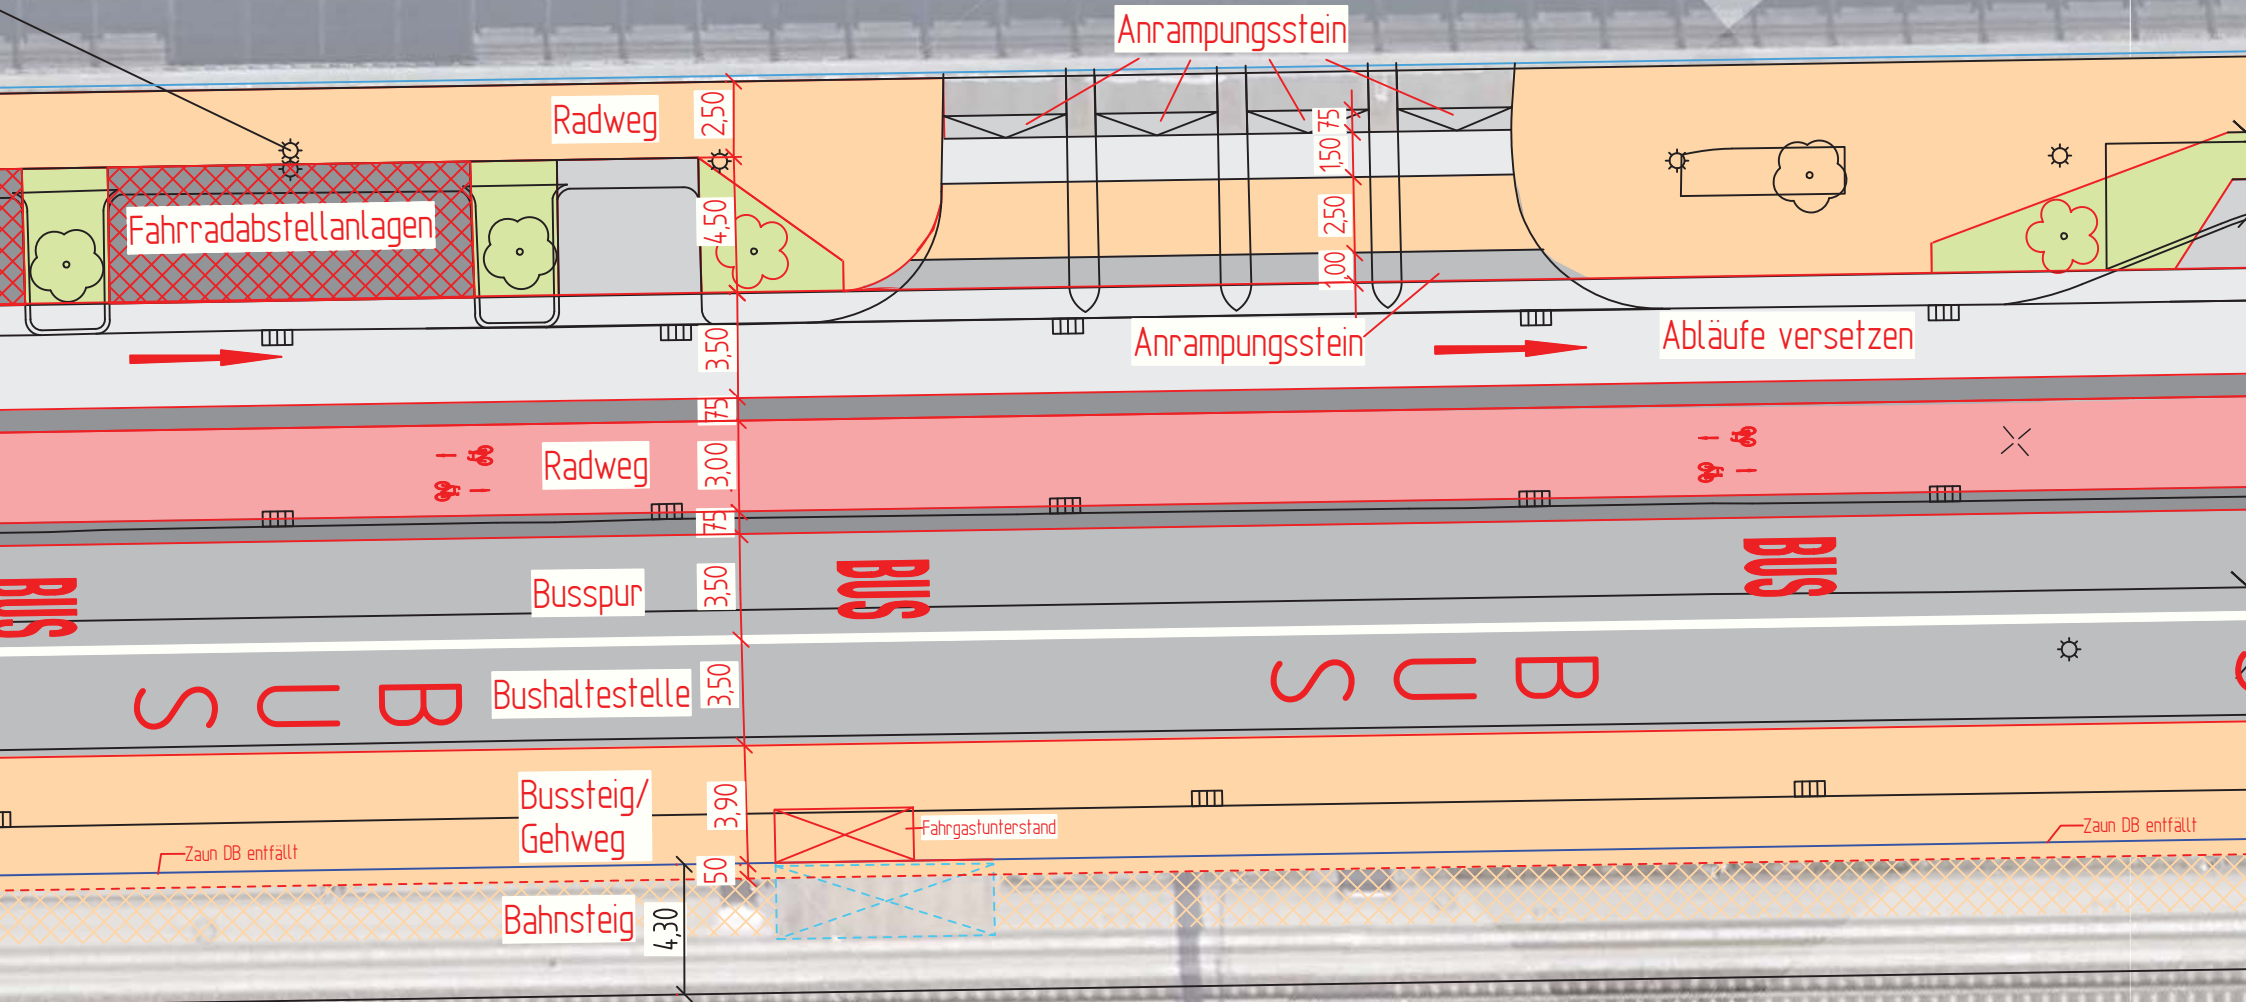 Anrampungsstein
Radweg
2,50
75
1,50
Fahrradabstellanlagen
4,50
2,50
1,00
Anrampungsstein
Abläufe versetzen
3,50
75
Radweg
3,00
75
Busspur
3,50
BUS
BUS
BUS
Bushaltestelle
3,50
BUS
BUS
Bussteig/
Gehweg
3,90
Fahrgastunterstand
Zaun DB entfällt
Zaun DB entfällt
50
Bahnsteig
4,30